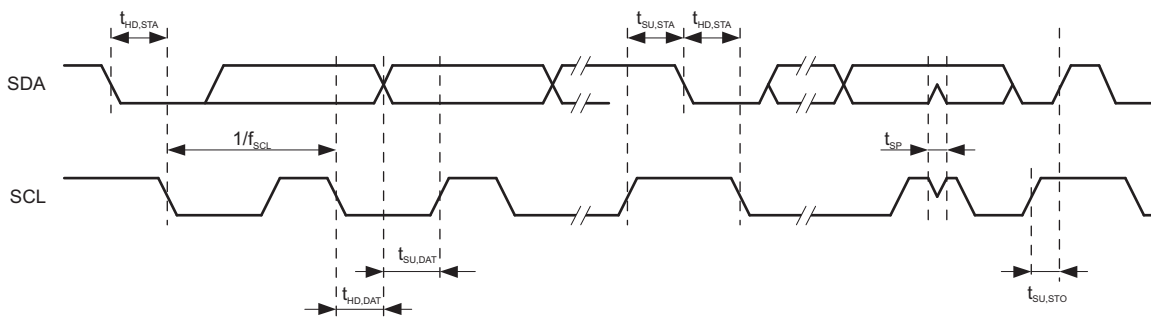 tHD,STA
tSU,STA
tHD,STA
SDA
1/fSCL
tSP
SCL
tSU,DAT
tHD,DAT
tSU,STO